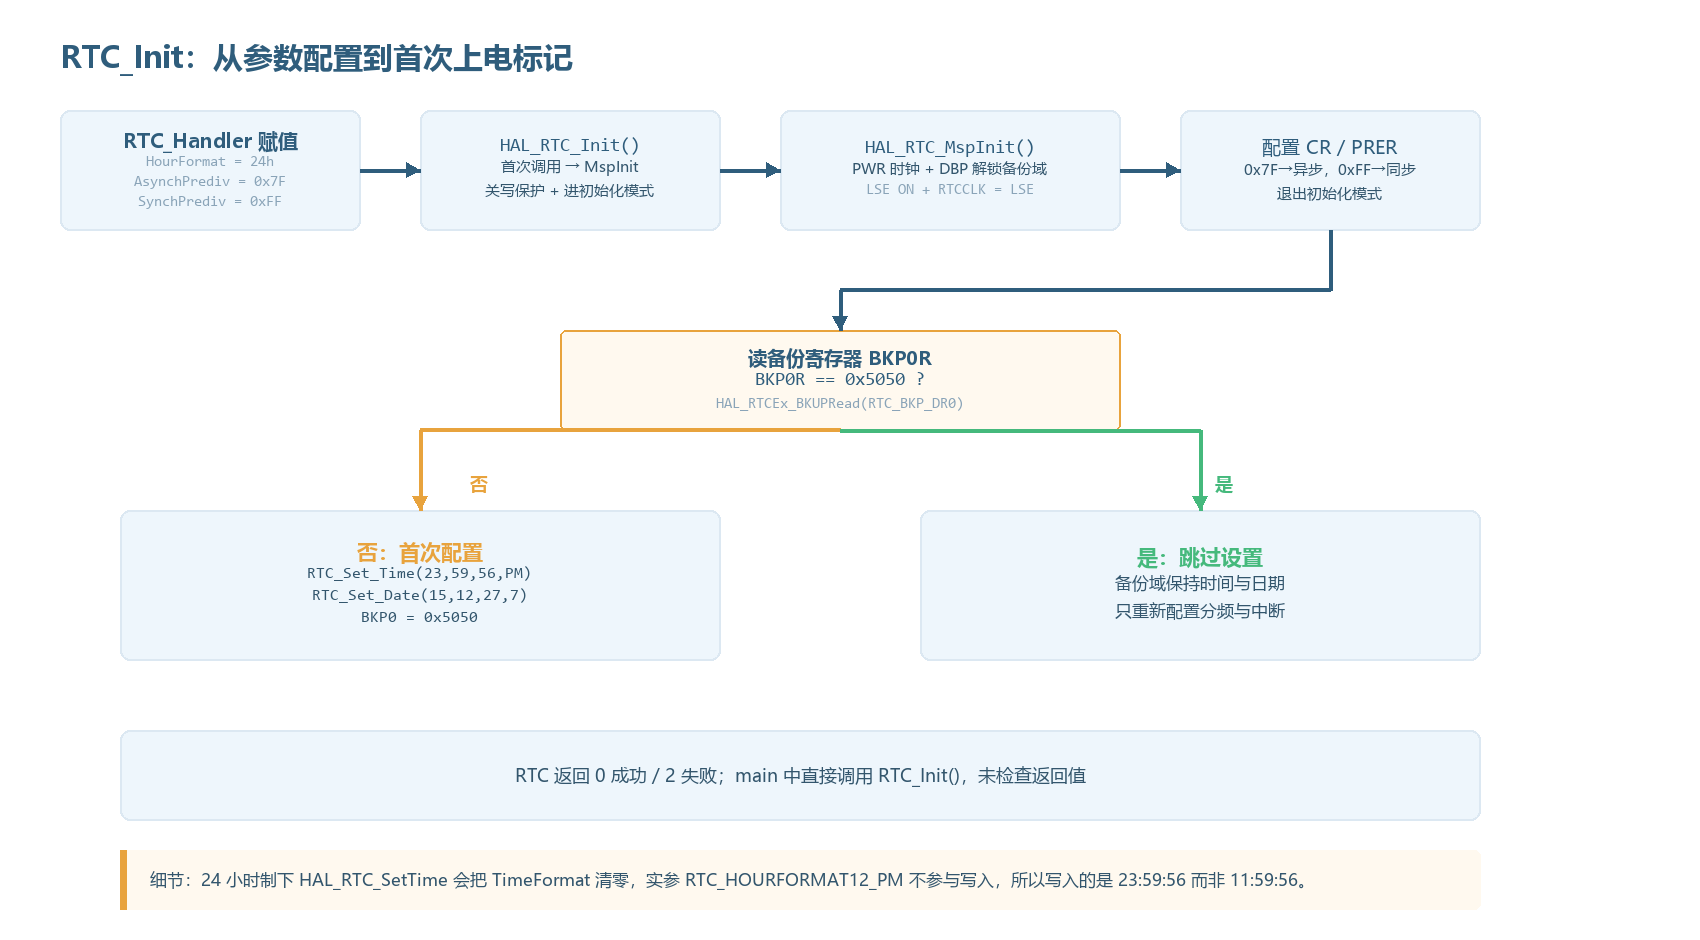 RTC_Init：从参数配置到首次上电标记
RTC_Handler 赋值
HourFormat = 24h
AsynchPrediv = 0x7F
SynchPrediv = 0xFF
HAL_RTC_Init()
首次调用 → MspInit
关写保护 + 进初始化模式
HAL_RTC_MspInit()
PWR 时钟 + DBP 解锁备份域
LSE ON + RTCCLK = LSE
配置 CR / PRER
0x7F→异步，0xFF→同步
退出初始化模式
读备份寄存器 BKP0R
BKP0R == 0x5050 ?
HAL_RTCEx_BKUPRead(RTC_BKP_DR0)
否
是
否：首次配置
RTC_Set_Time(23,59,56,PM)
RTC_Set_Date(15,12,27,7)
BKP0 = 0x5050
是：跳过设置
备份域保持时间与日期
只重新配置分频与中断
RTC 返回 0 成功 / 2 失败；main 中直接调用 RTC_Init()，未检查返回值
细节：24 小时制下 HAL_RTC_SetTime 会把 TimeFormat 清零，实参 RTC_HOURFORMAT12_PM 不参与写入，所以写入的是 23:59:56 而非 11:59:56。